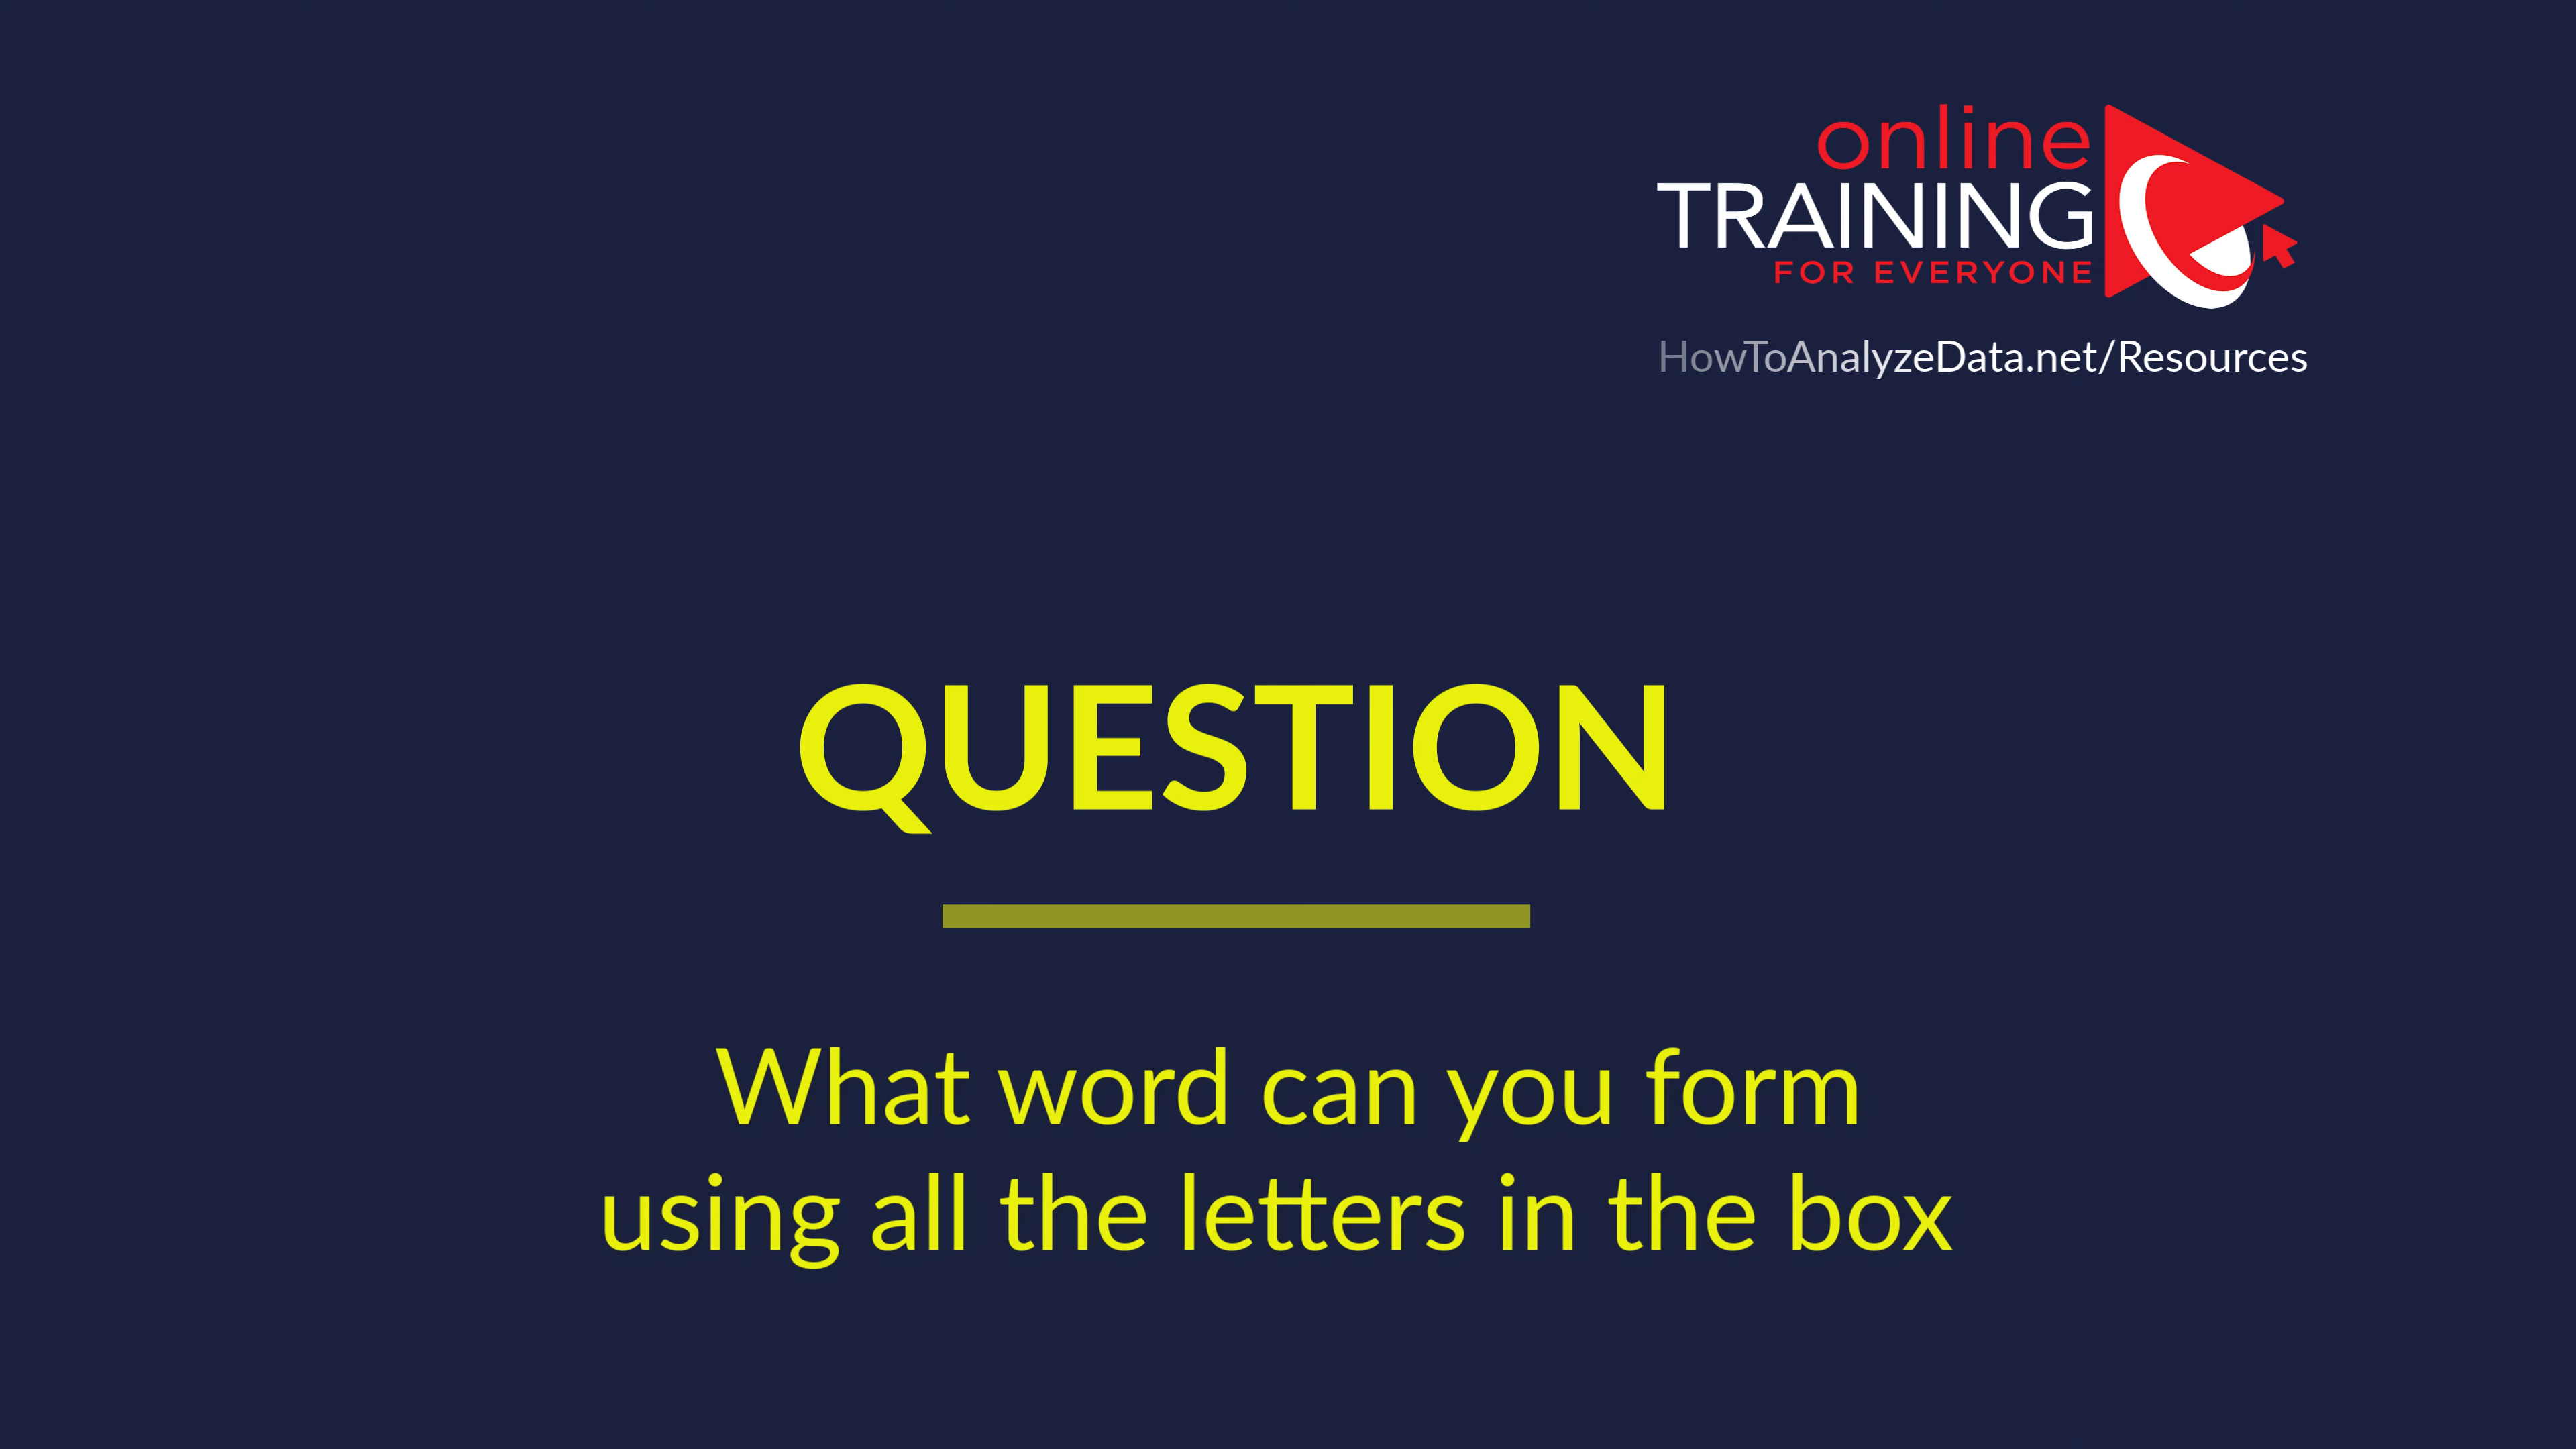 online
TRAINING
FOR EVERYONE
HowToAnalyzeData.net/Resources
QUESTION
What word can you form
using all the letters in the box